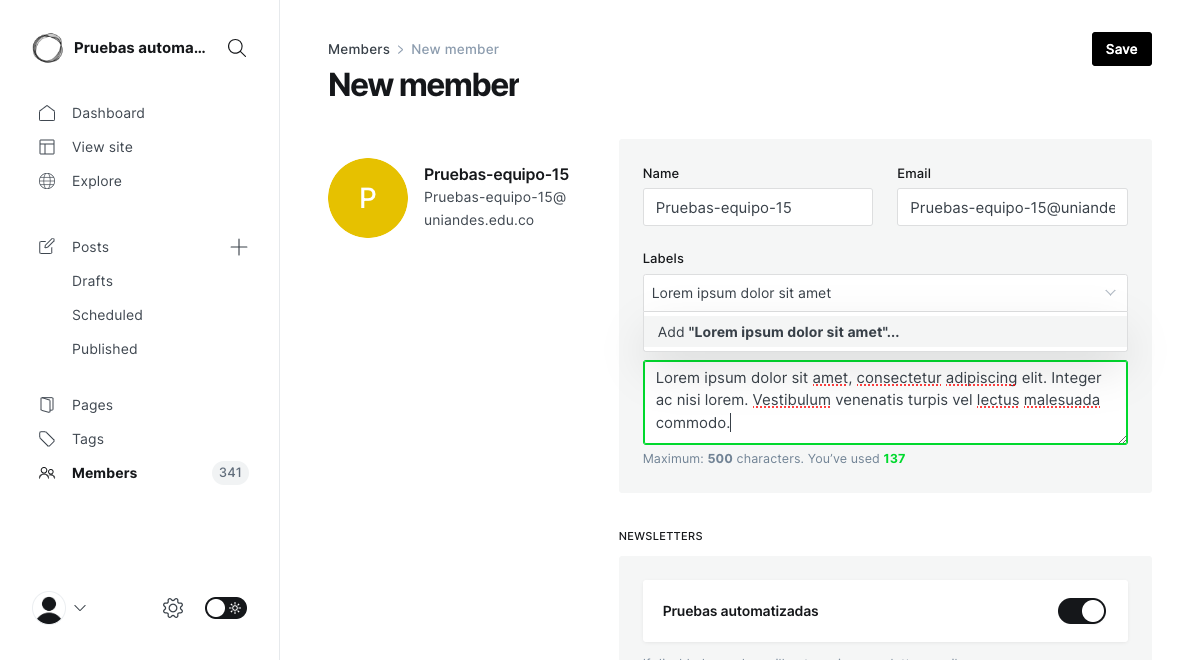 Pruebas automa...
Dashboard
View site
Explore
Posts
Drafts
Scheduled
Published
Pages
Tags
Members
341
Members > New member
New member
Save
P
Pruebas-equipo-15
Pruebas-equipo-15@
uniandes.edu.co
Name
Pruebas-equipo-15
Email
Pruebas-equipo-15@uniande
Labels
Lorem ipsum dolor sit amet
Add "Lorem ipsum dolor sit amet"...
Lorem ipsum dolor sit amet, consectetur adipiscing elit. Integer
ac nisi lorem. Vestibulum venenatis turpis vel lectus malesuada
commodo.
Maximum: 500 characters. You’ve used 137
NEWSLETTERS
Pruebas automatizadas